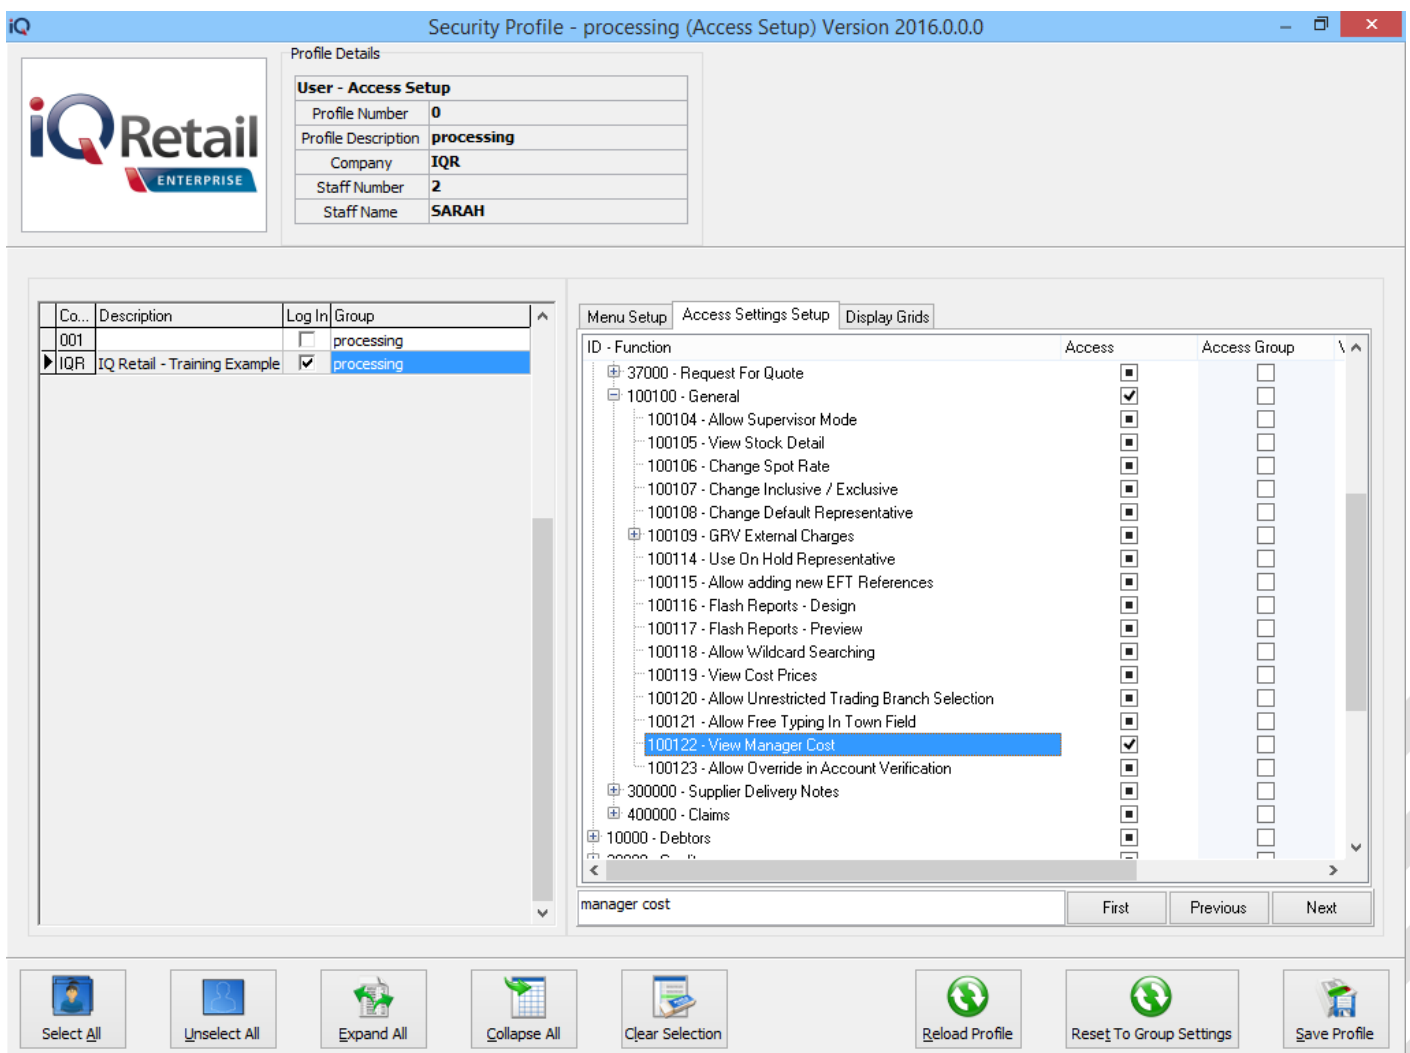 iQ
Security Profile - processing (Access Setup) Version 2016.0.0.0
Profile Details
iQ Retail
ENTERPRISE
User - Access Setup
Profile Number 0
Profile Description processing
Company IQR
Staff Number 2
Staff Name SARAH
Co... Description Log In Group
001 processing
IQR IQ Retail - Training Example processing
Menu Setup Access Settings Setup Display Grids
ID - Function Access Access Group
37000 - Request For Quote
100100 - General
100104 - Allow Supervisor Mode
100105 - View Stock Detail
100106 - Change Spot Rate
100107 - Change Inclusive / Exclusive
100108 - Change Default Representative
100109 - GRV External Charges
100114 - Use On Hold Representative
100115 - Allow adding new EFT References
100116 - Flash Reports - Design
100117 - Flash Reports - Preview
100118 - Allow Wildcard Searching
100119 - View Cost Prices
100120 - Allow Unrestricted Trading Branch Selection
100121 - Allow Free Typing In Town Field
100122 - View Manager Cost
100123 - Allow Override in Account Verification
300000 - Supplier Delivery Notes
400000 - Claims
10000 - Debtors
manager cost First Previous Next
Select All Unselect All Expand All Collapse All Clear Selection Reload Profile Reset To Group Settings Save Profile